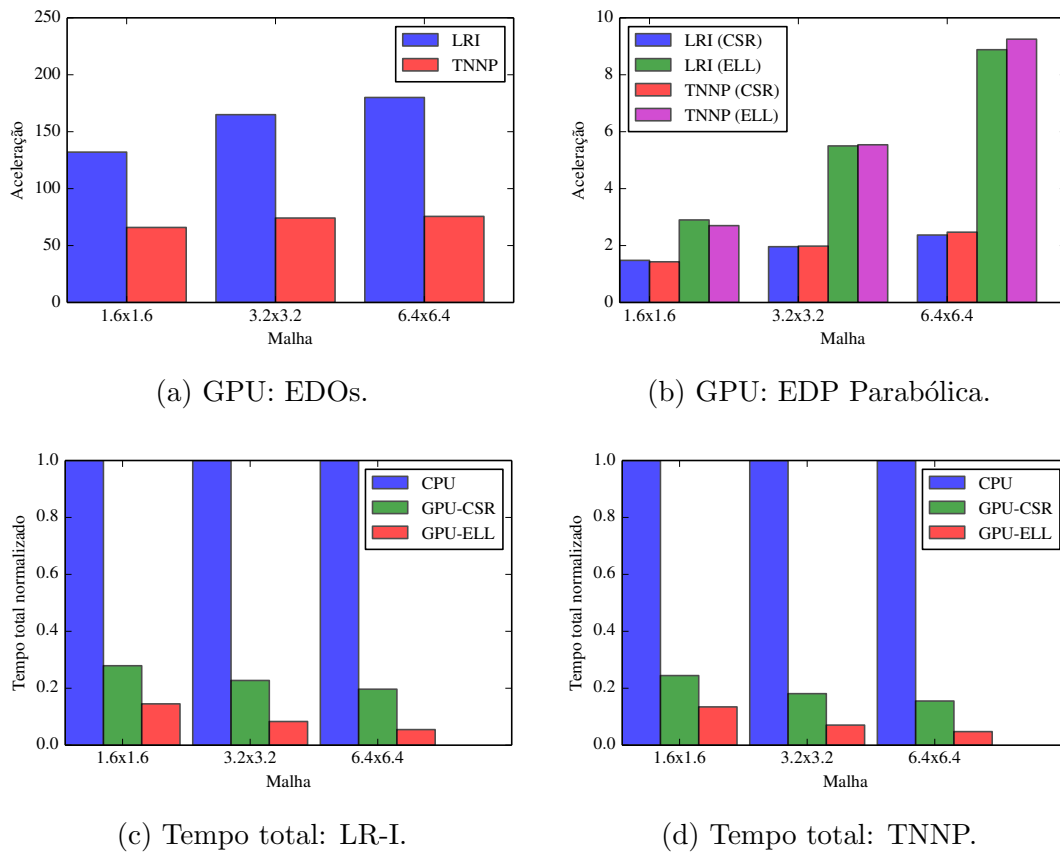 250
200
150
100
50
0
Aceleração
1.6x1.6
3.2x3.2
6.4x6.4
Malha
LRI
TNNP
(a) GPU: EDOs.
10
8
6
4
2
0
Aceleração
1.6x1.6
3.2x3.2
6.4x6.4
Malha
LRI (CSR)
LRI (ELL)
TNNP (CSR)
TNNP (ELL)
(b) GPU: EDP Parabólica.
1.0
0.8
0.6
0.4
0.2
0.0
Tempo total normalizado
1.6x1.6
3.2x3.2
6.4x6.4
Malha
CPU
GPU-CSR
GPU-ELL
(c) Tempo total: LR-I.
1.0
0.8
0.6
0.4
0.2
0.0
Tempo total normalizado
1.6x1.6
3.2x3.2
6.4x6.4
Malha
CPU
GPU-CSR
GPU-ELL
(d) Tempo total: TNNP.